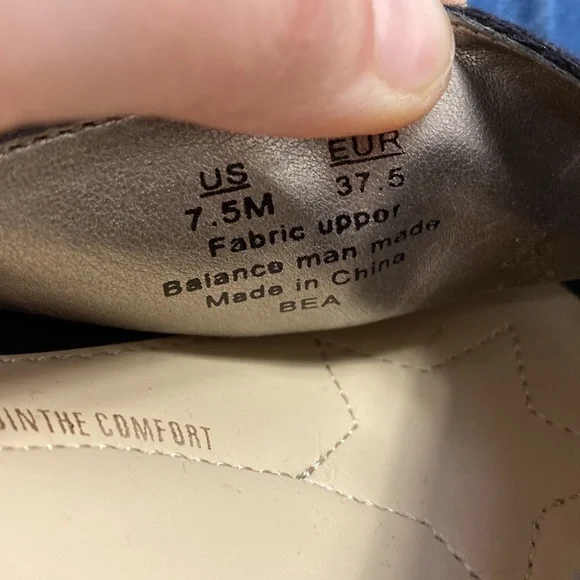 US EUR
7.5M 37.5
Fabric uppor
Balance man made
Made in China
BEA
INTHE COMFORT